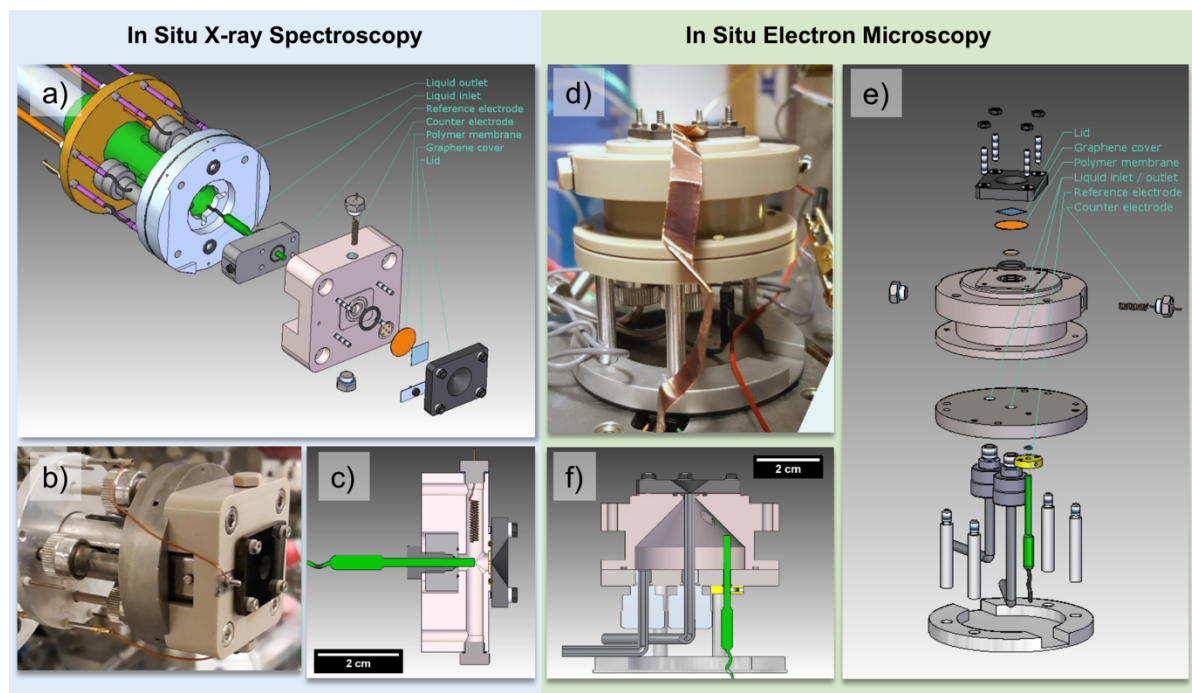 In Situ X-ray Spectroscopy
In Situ Electron Microscopy
a)
Liquid outlet
Liquid inlet
Reference electrode
Counter electrode
Polymer membrane
Graphene cover
Lid
b)
c)
2 cm
d)
e)
Lid
Graphene cover
Polymer membrane
Liquid inlet / outlet
Reference electrode
Counter electrode
f)
2 cm